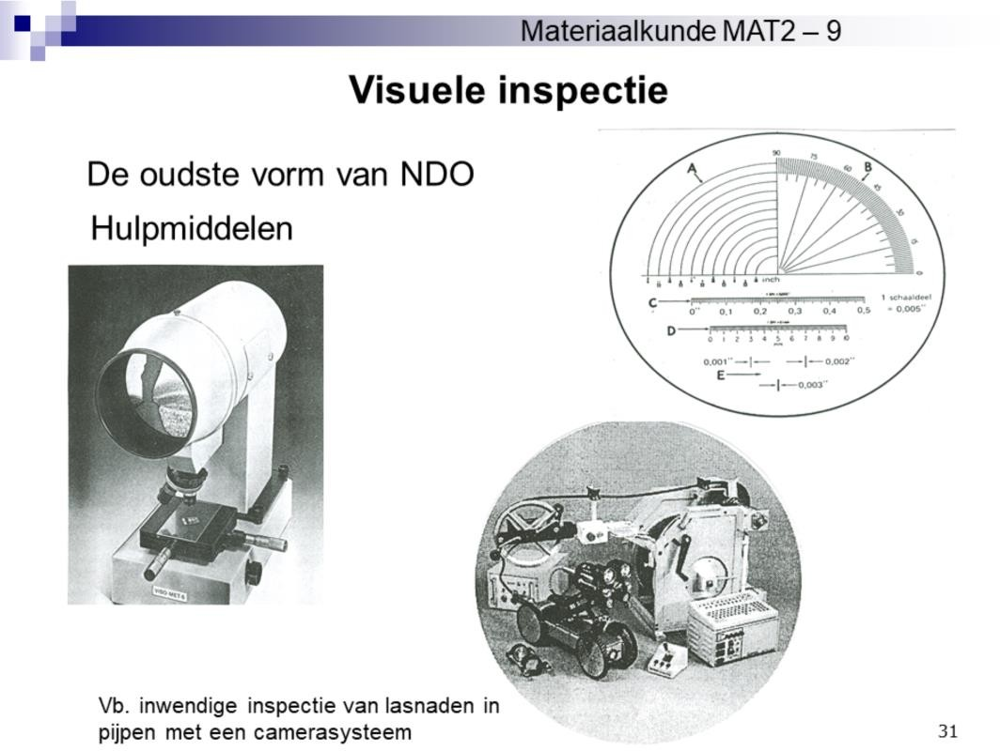 Materiaalkunde MAT2 – 9
Visuele inspectie
De oudste vorm van NDO
Hulpmiddelen
90
75
60
45
30
15
0
A
B
inch
C
0" 0,1 0,2 0,3 0,4 0,5
1 schaaldeel
= 0,005"
D
0 1 2 3 4 5 6 7 8 9 10
mm
0,001"
0,002"
E
0,003"
VISO-MET-S
Vb. inwendige inspectie van lasnaden in
pijpen met een camerasysteem
31